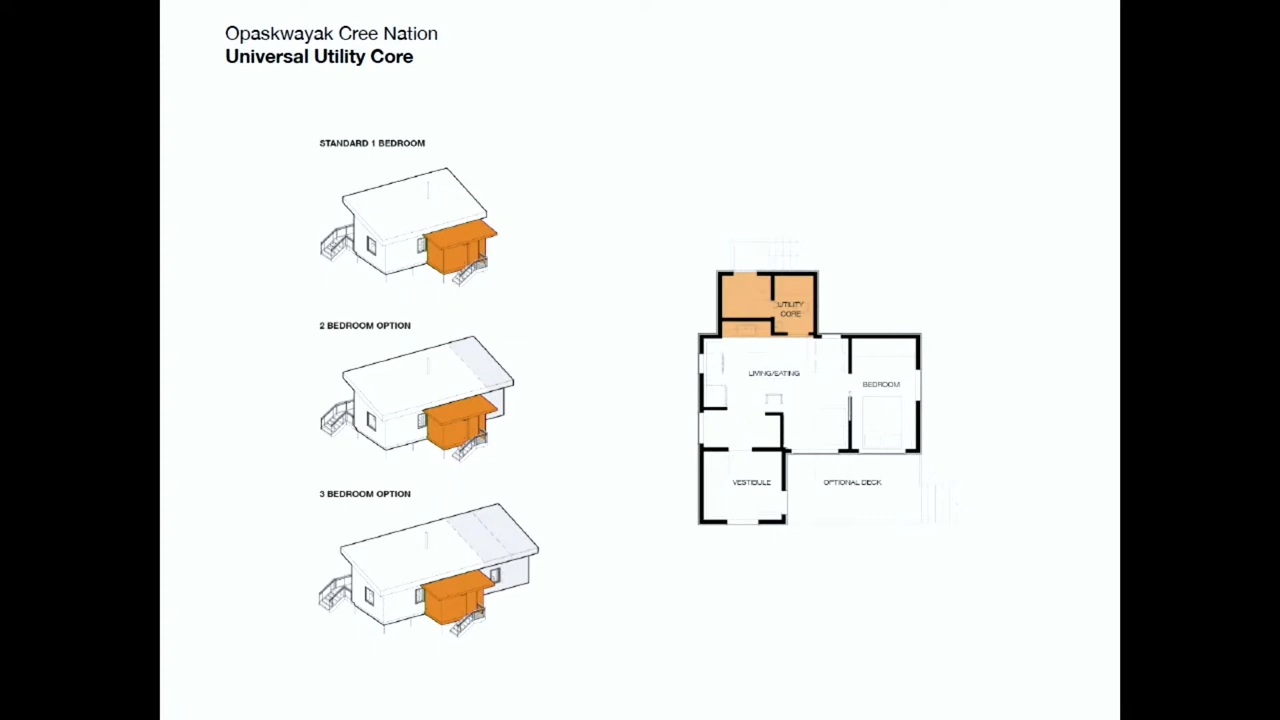 Opaskwayak Cree Nation
Universal Utility Core
STANDARD 1 BEDROOM
2 BEDROOM OPTION
3 BEDROOM OPTION
UTILITY
CORE
LIVING/EATING
BEDROOM
VESTIBULE
OPTIONAL DECK